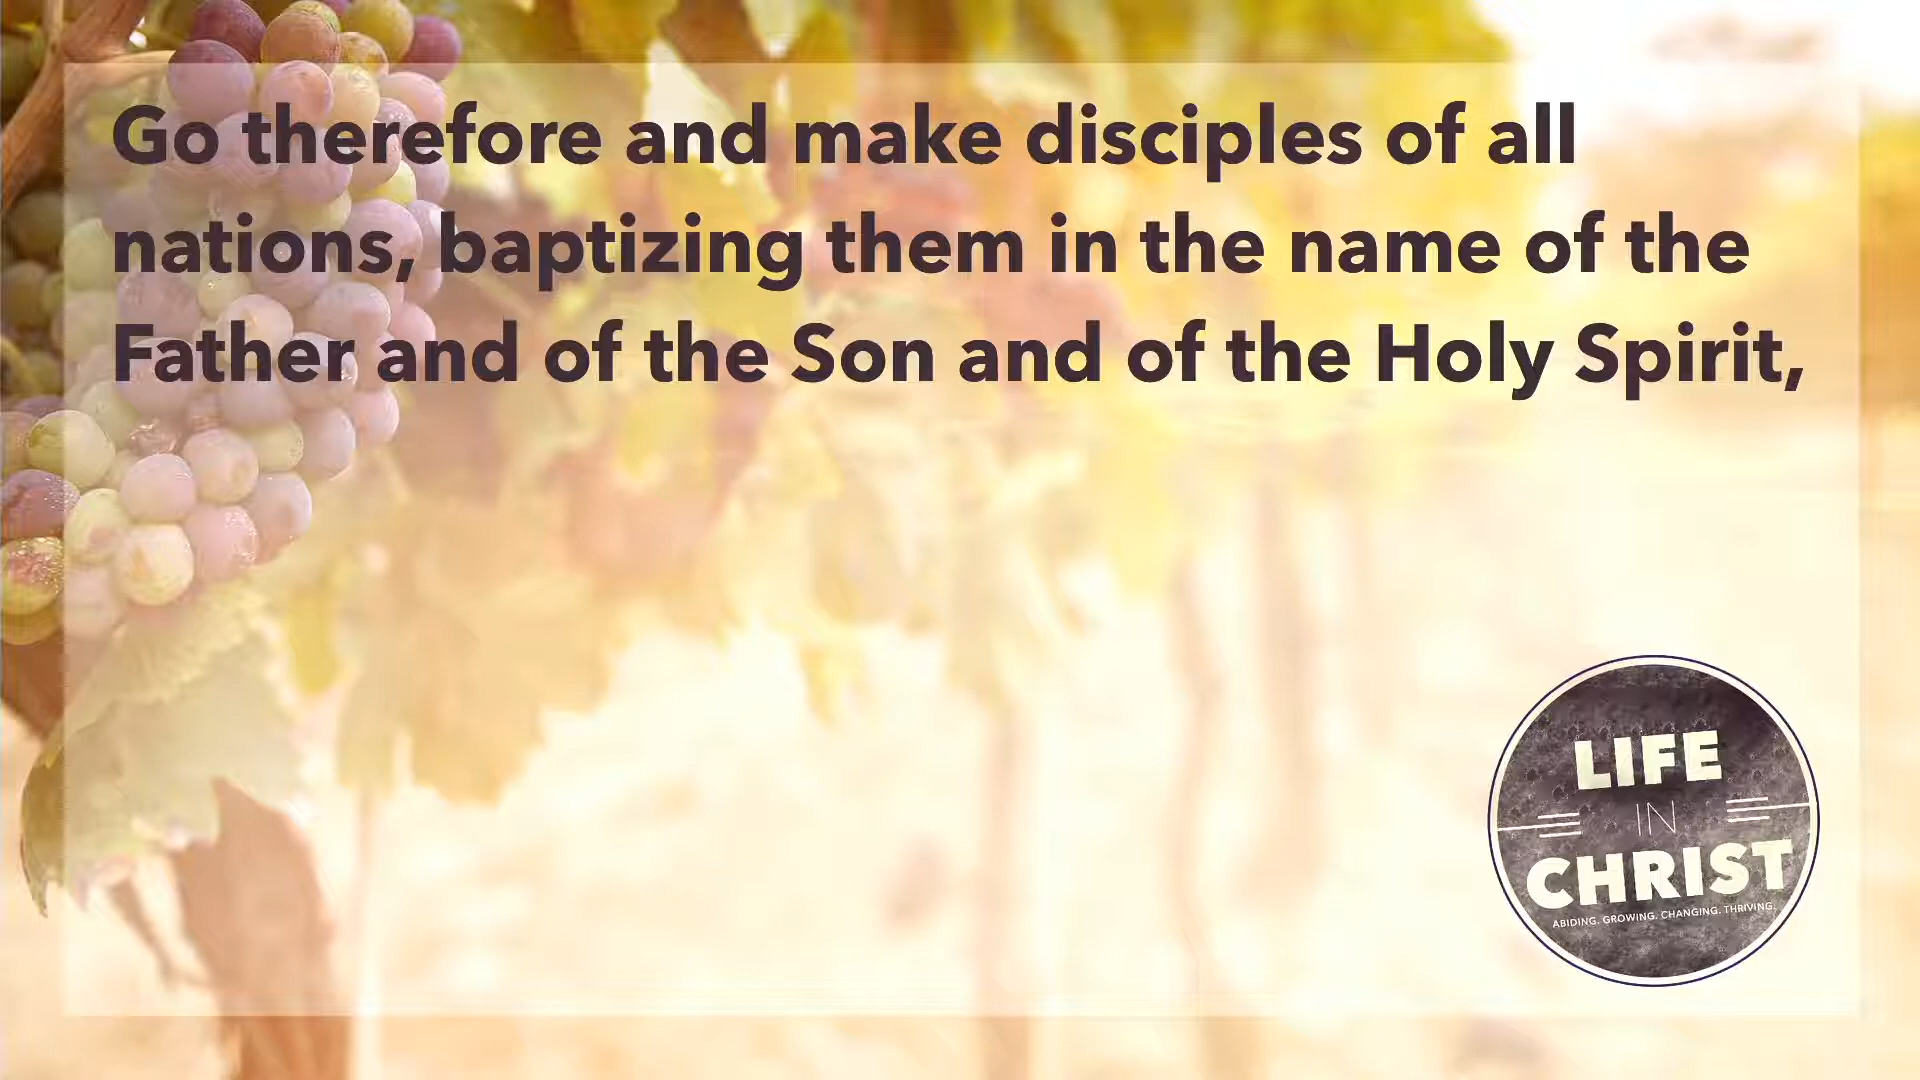 Go therefore and make disciples of all
nations, baptizing them in the name of the
Father and of the Son and of the Holy Spirit,
LIFE
IN
CHRIST
ABIDING. GROWING. CHANGING. THRIVING.